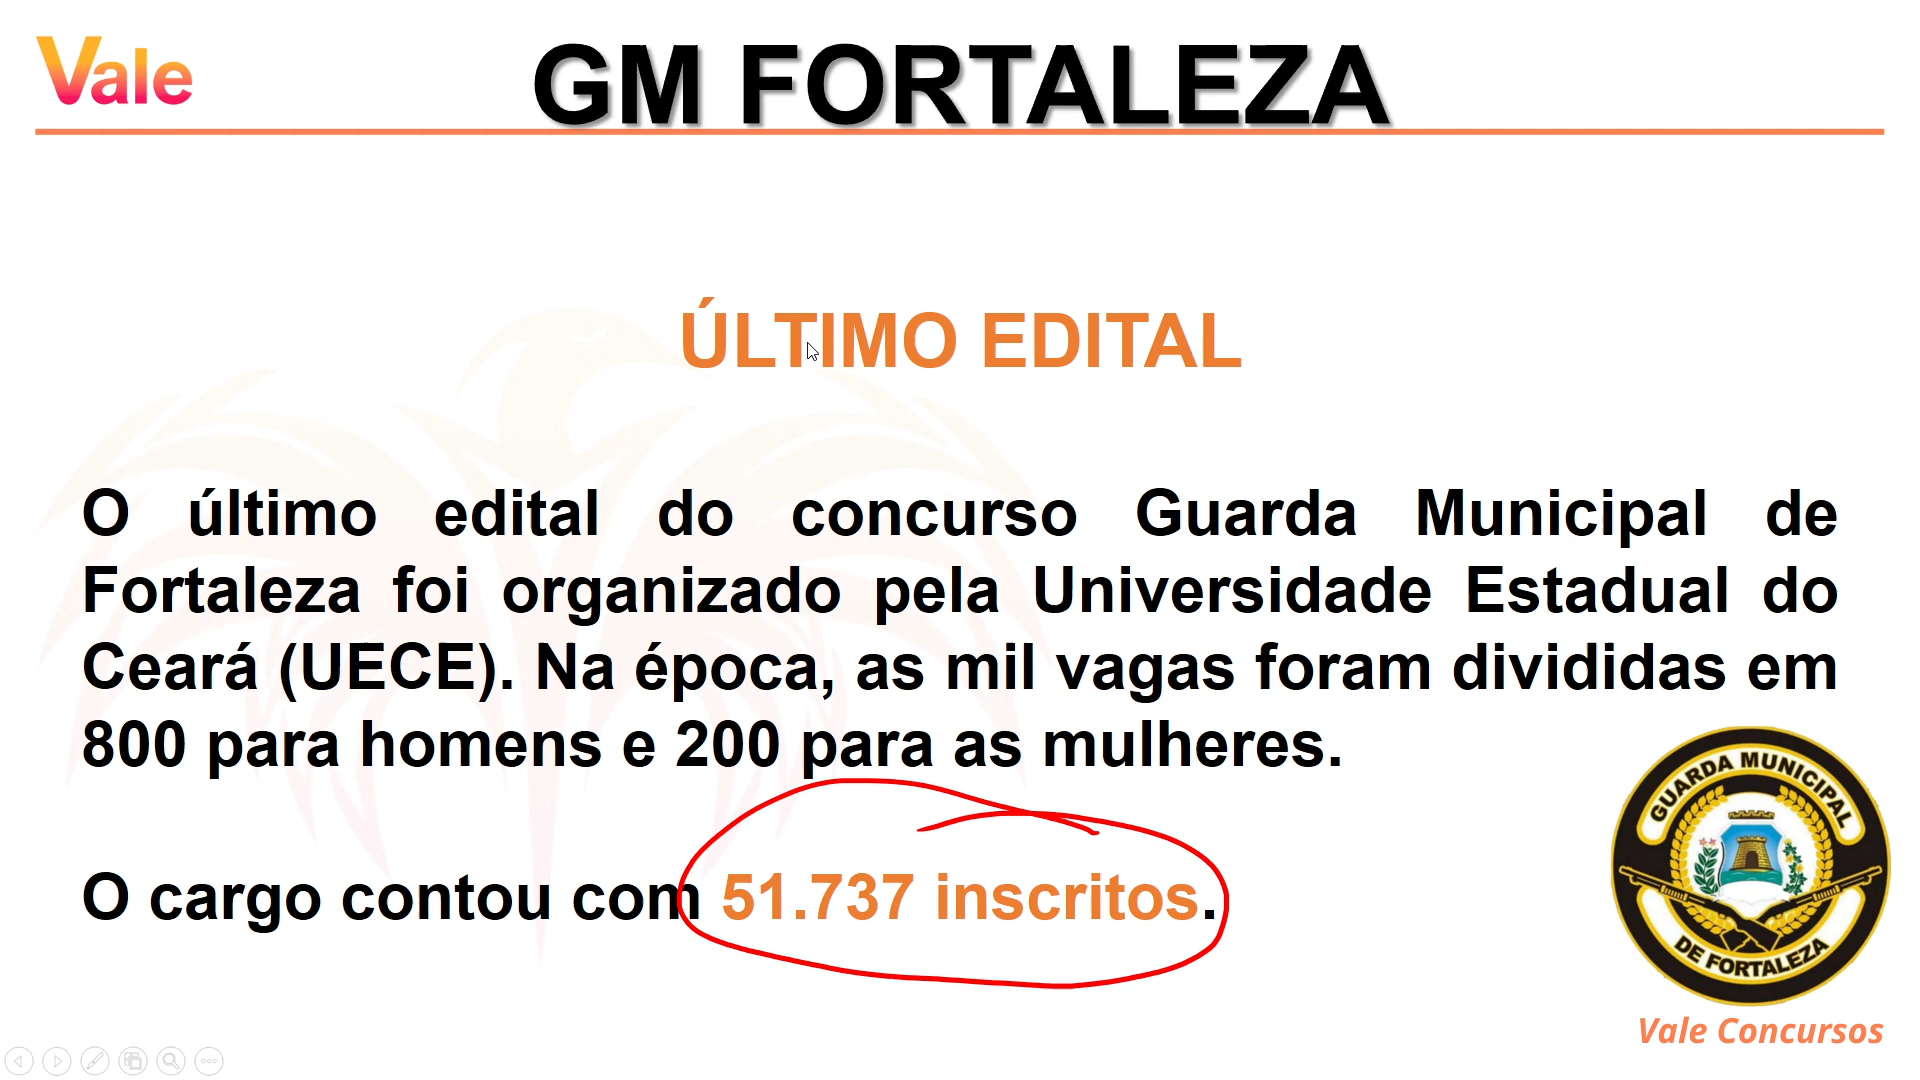 Vale
GM FORTALEZA
ÚLTIMO EDITAL
O último edital do concurso Guarda Municipal de
Fortaleza foi organizado pela Universidade Estadual do
Ceará (UECE). Na época, as mil vagas foram divididas em
800 para homens e 200 para as mulheres.
O cargo contou com 51.737 inscritos.
GUARDA MUNICIPAL
DE FORTALEZA
Vale Concursos